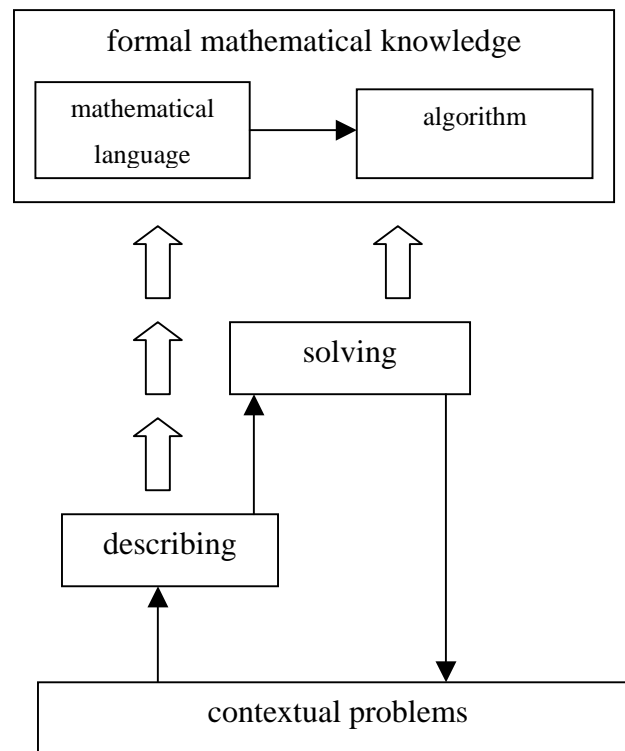 formal mathematical knowledge
mathematical
language
algorithm
solving
describing
contextual problems